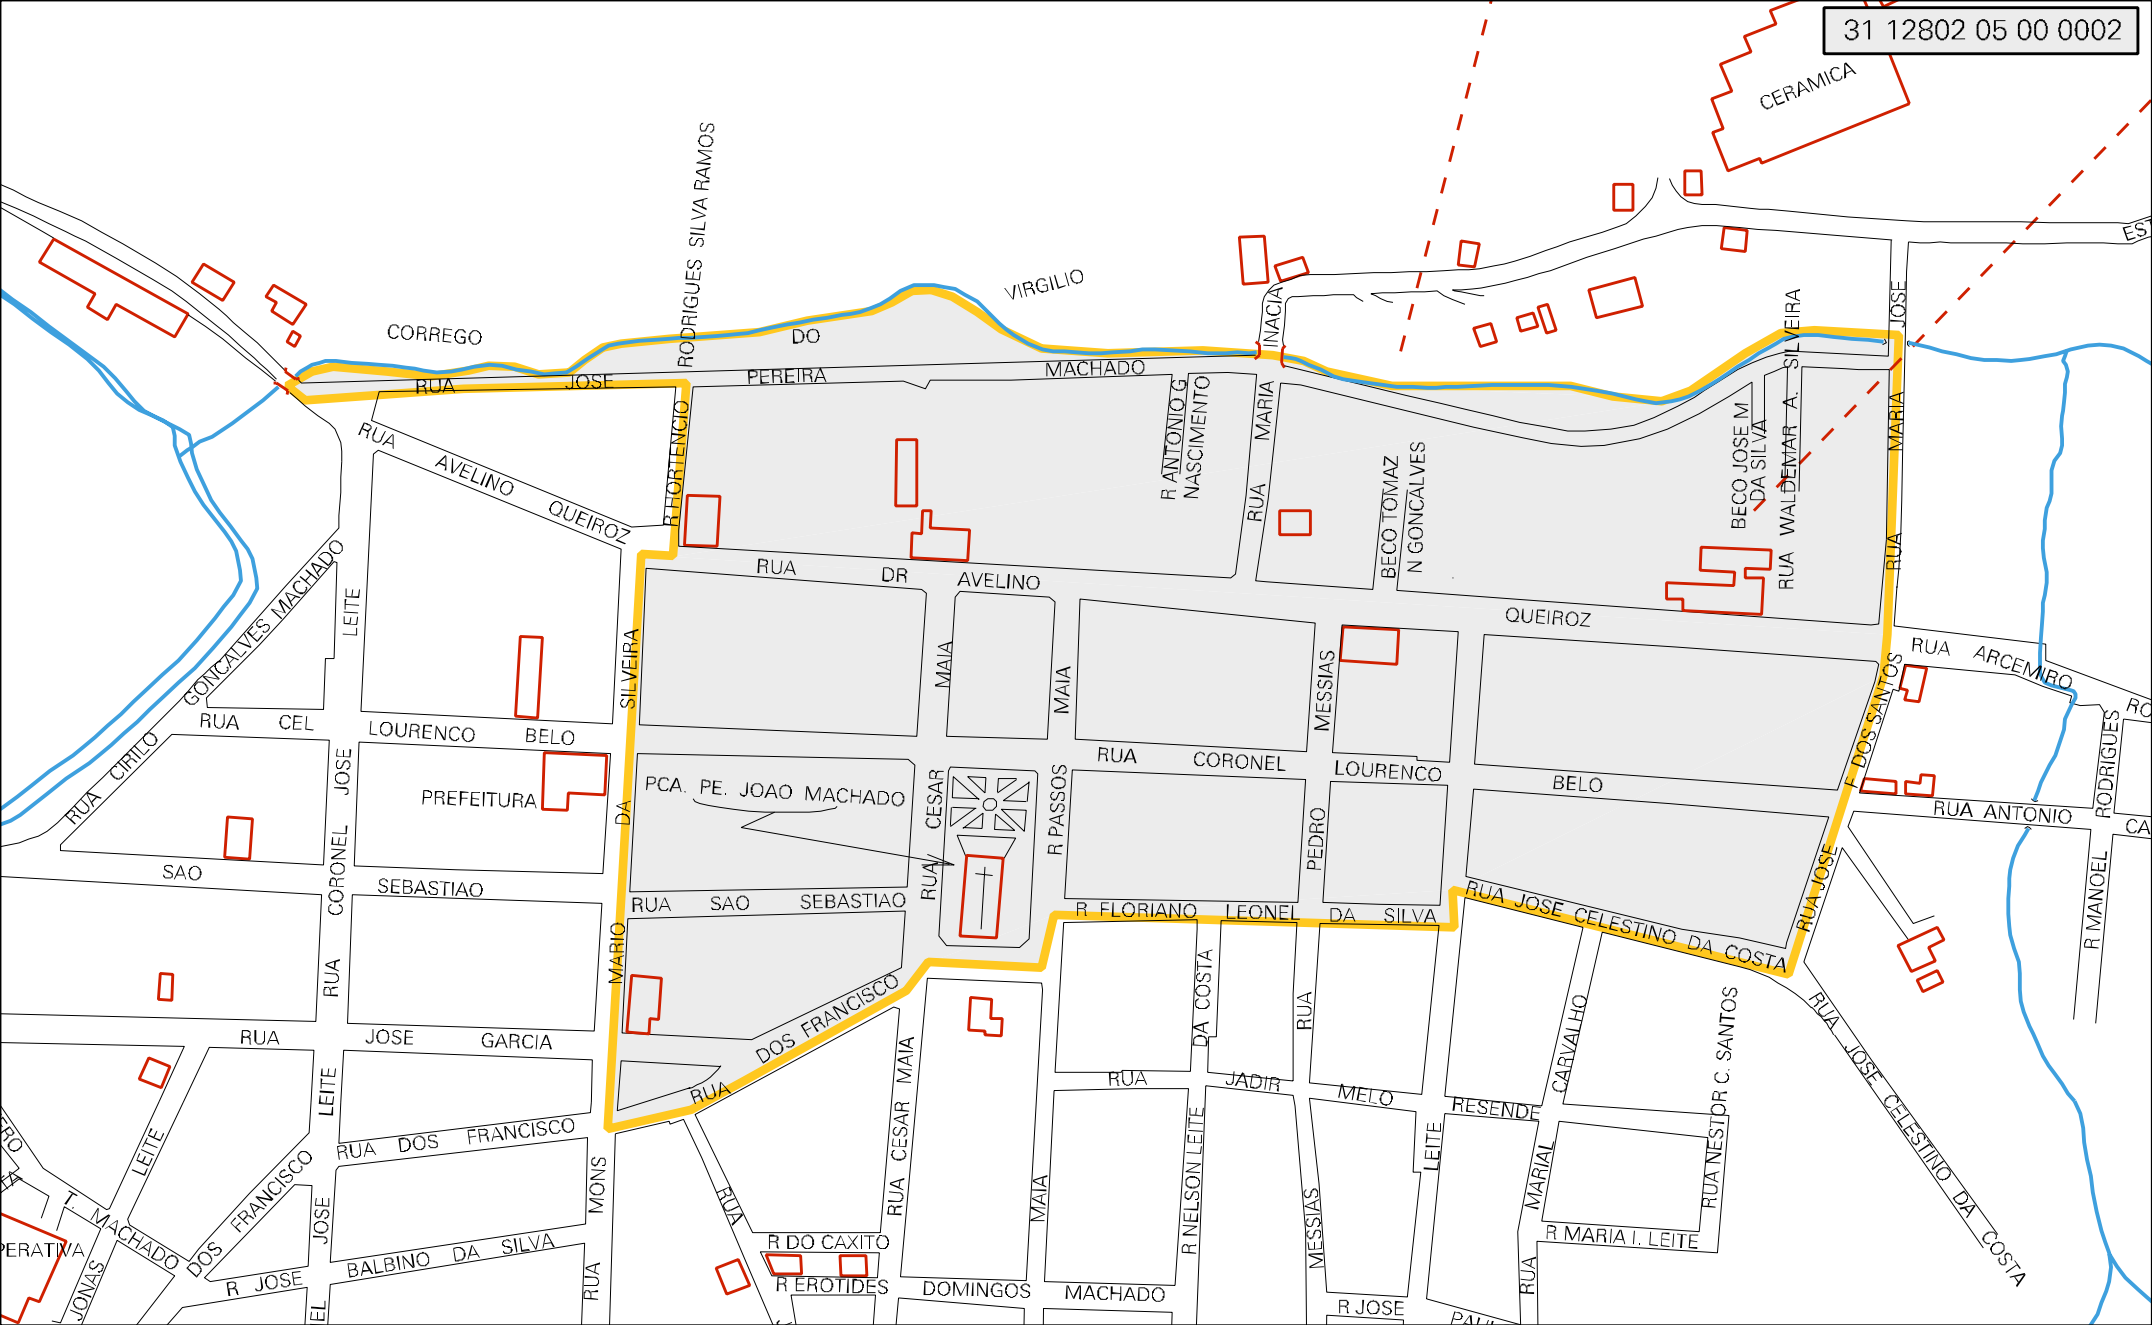 31 12802 05 00 0002
CERAMICA
RODRIGUES SILVA RAMOS
CORREGO
DO
VIRGILIO
INACIA
SILVEIRA
JOSE
RUA
JOSE
PEREIRA
MACHADO
RUA
AVELINO
QUEIROZ
R HORTENCIO
R ANTONIO G
NASCIMENTO
RUA
MARIA
BECO TOMAZ
N GONCALVES
BECO JOSE M
DA SILVA
RUA WALDEMAR A.
RUA
MARIA
RUA
DR
AVELINO
QUEIROZ
GONCALVES MACHADO
RUA CIRILO
LEITE
SILVEIRA
MAIA
MAIA
MESSIAS
RUA
ARCEMIRO
RUA
CEL
LOURENCO
BELO
RUA
CORONEL
LOURENCO
BELO
PREFEITURA
PCA. PE. JOAO MACHADO
RUA
CESAR
R PASSOS
PEDRO
RUA JOSE
F DOS SANTOS
RUA ANTONIO
RODRIGUES
R MANOEL
SAO
SEBASTIAO
RUA
CORONEL
JOSE
DA
MARIO
RUA
SAO
SEBASTIAO
R FLORIANO
LEONEL
DA
SILVA
RUA JOSE CELESTINO DA COSTA
RUA
JOSE
GARCIA
DOS FRANCISCO
RUA
RUA CESAR MAIA
DA COSTA
RUA
CARVALHO
RUA NESTOR C. SANTOS
RUA JOSE CELESTINO DA COSTA
RUA
JADIR
MELO
RESENDE
LEITE
LEITE
RUA
DOS
FRANCISCO
DOS FRANCISCO
T. MACHADO
JOSE
MONS
RUA
RUA
MAIA
R NELSON LEITE
MESSIAS
LEITE
MARIAL
RUA
R MARIA I. LEITE
R DO CAXITO
R EROTIDES
DOMINGOS
MACHADO
R JOSE
BALBINO
DA
SILVA
R JOSE
JONAS